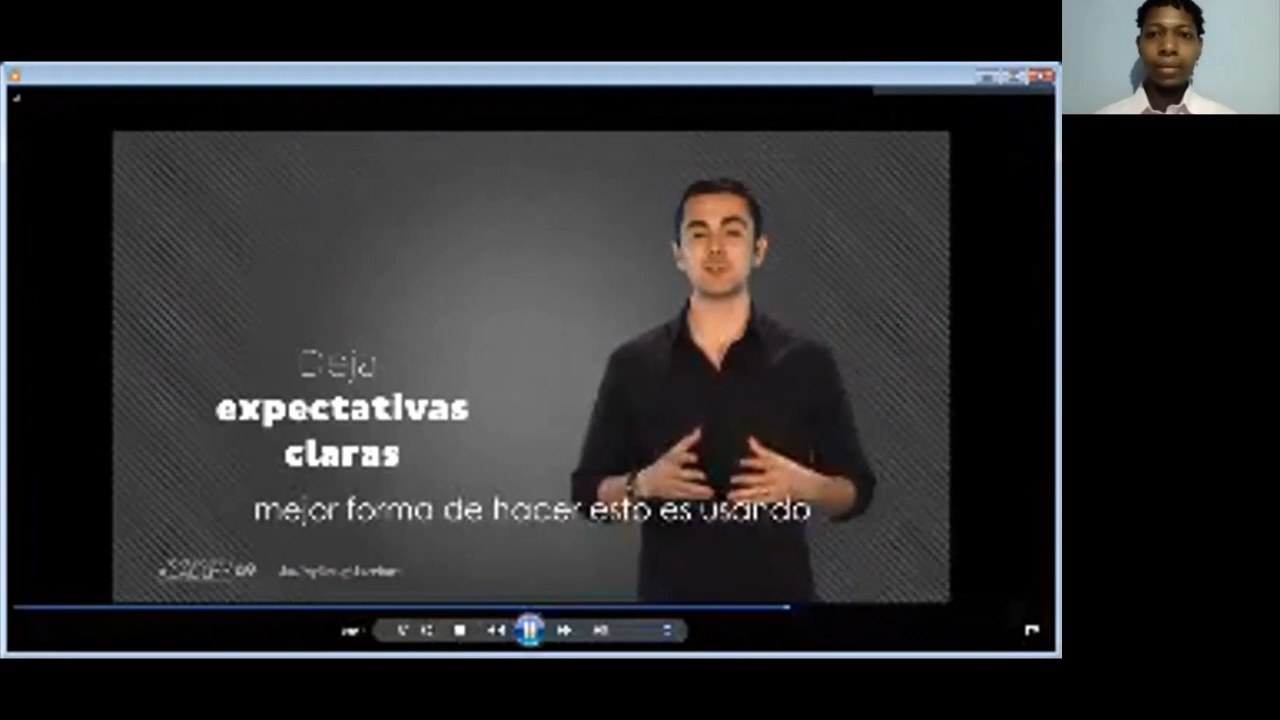 Deja
expectativas
claras
mejor forma de hacer esto es usando